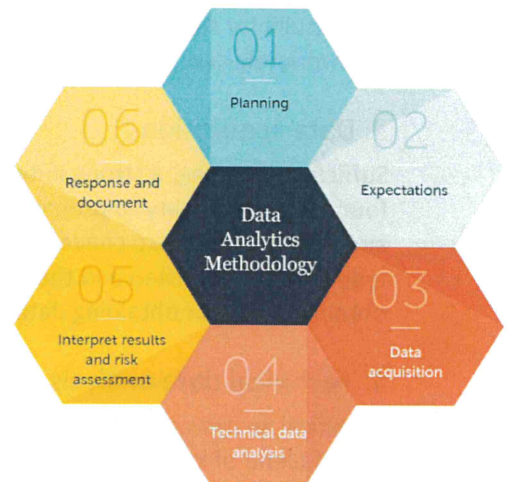 01
Planning
02
Expectations
03
Data
acquisition
04
Technical data
analysis
05
Interpret results
and risk
assessment
06
Response and
document
Data
Analytics
Methodology